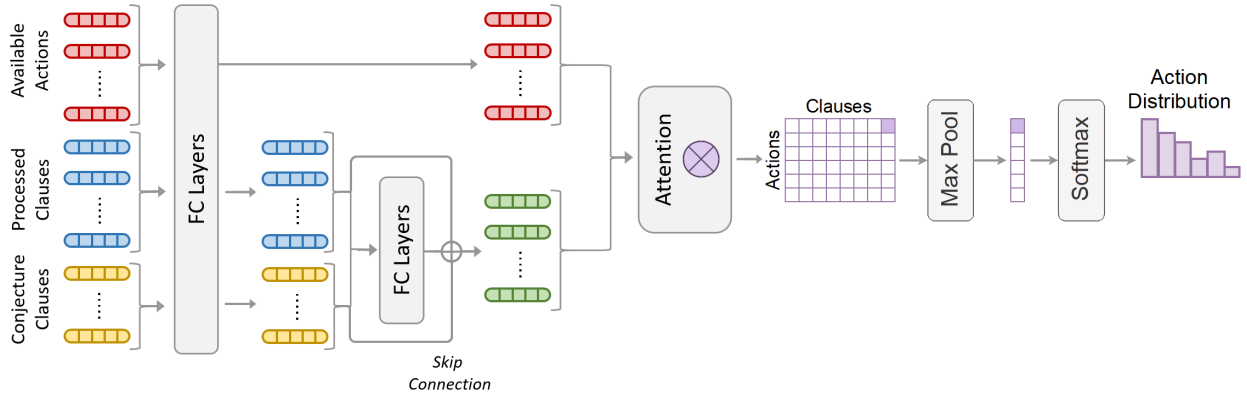 Available
Actions
Processed
Clauses
Conjecture
Clauses
FC Layers
FC Layers
Skip
Connection
Attention
Clauses
Actions
Max Pool
Softmax
Action
Distribution